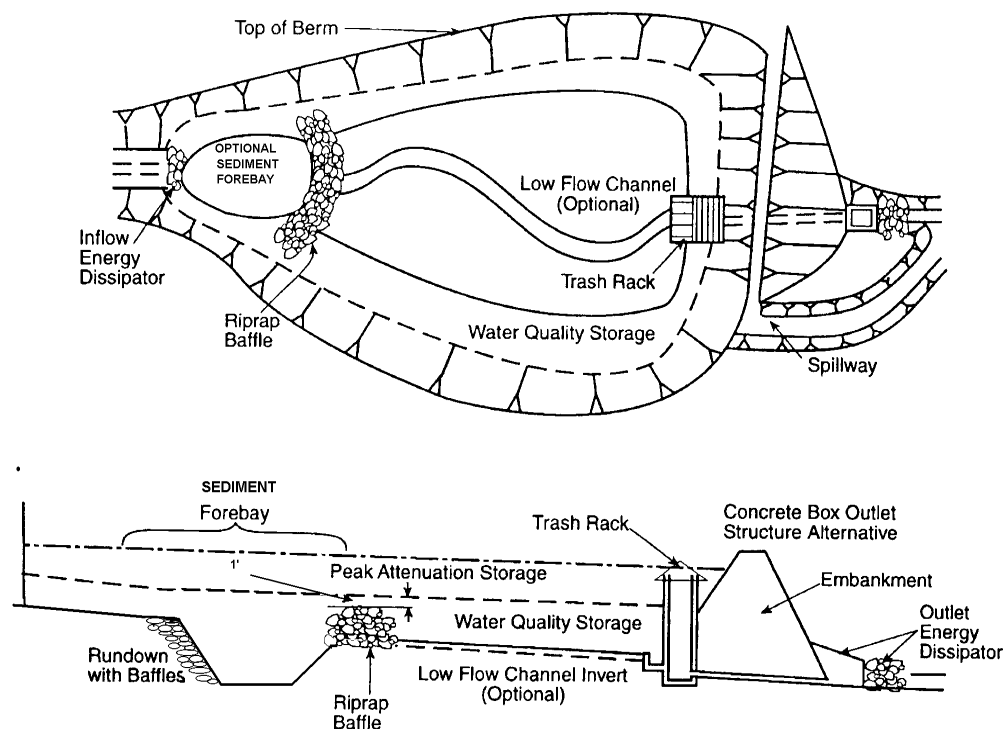 Top of Berm
OPTIONAL
SEDIMENT
FOREBAY
Low Flow Channel
(Optional)
Inflow
Energy
Dissipator
Trash Rack
Riprap
Baffle
Water Quality Storage
Spillway
SEDIMENT
Forebay
Trash Rack
Concrete Box Outlet
Structure Alternative
1'
Peak Attenuation Storage
Embankment
Water Quality Storage
Outlet
Energy
Dissipator
Rundown
with Baffles
Low Flow Channel Invert
(Optional)
Riprap
Baffle